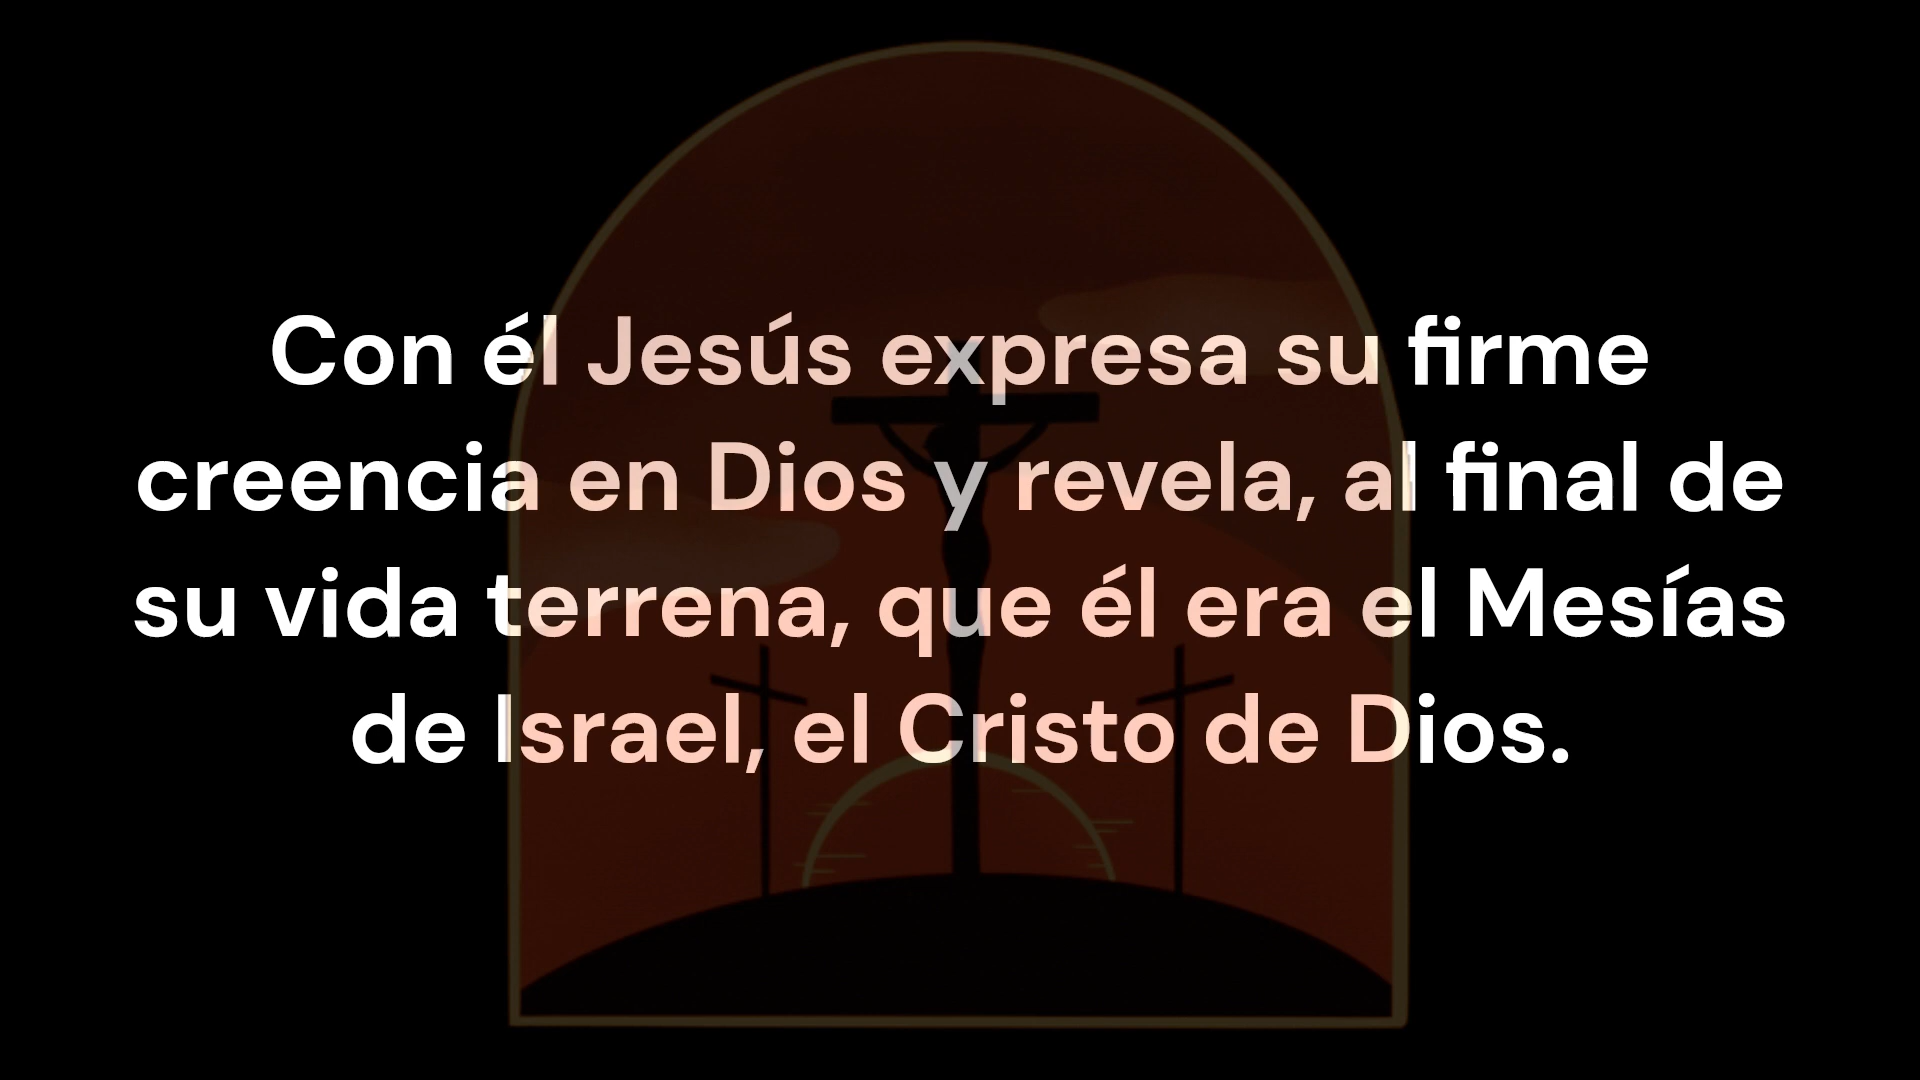 Con él Jesús expresa su firme
creencia en Dios y revela, al final de
su vida terrena, que él era el Mesías
de Israel, el Cristo de Dios.